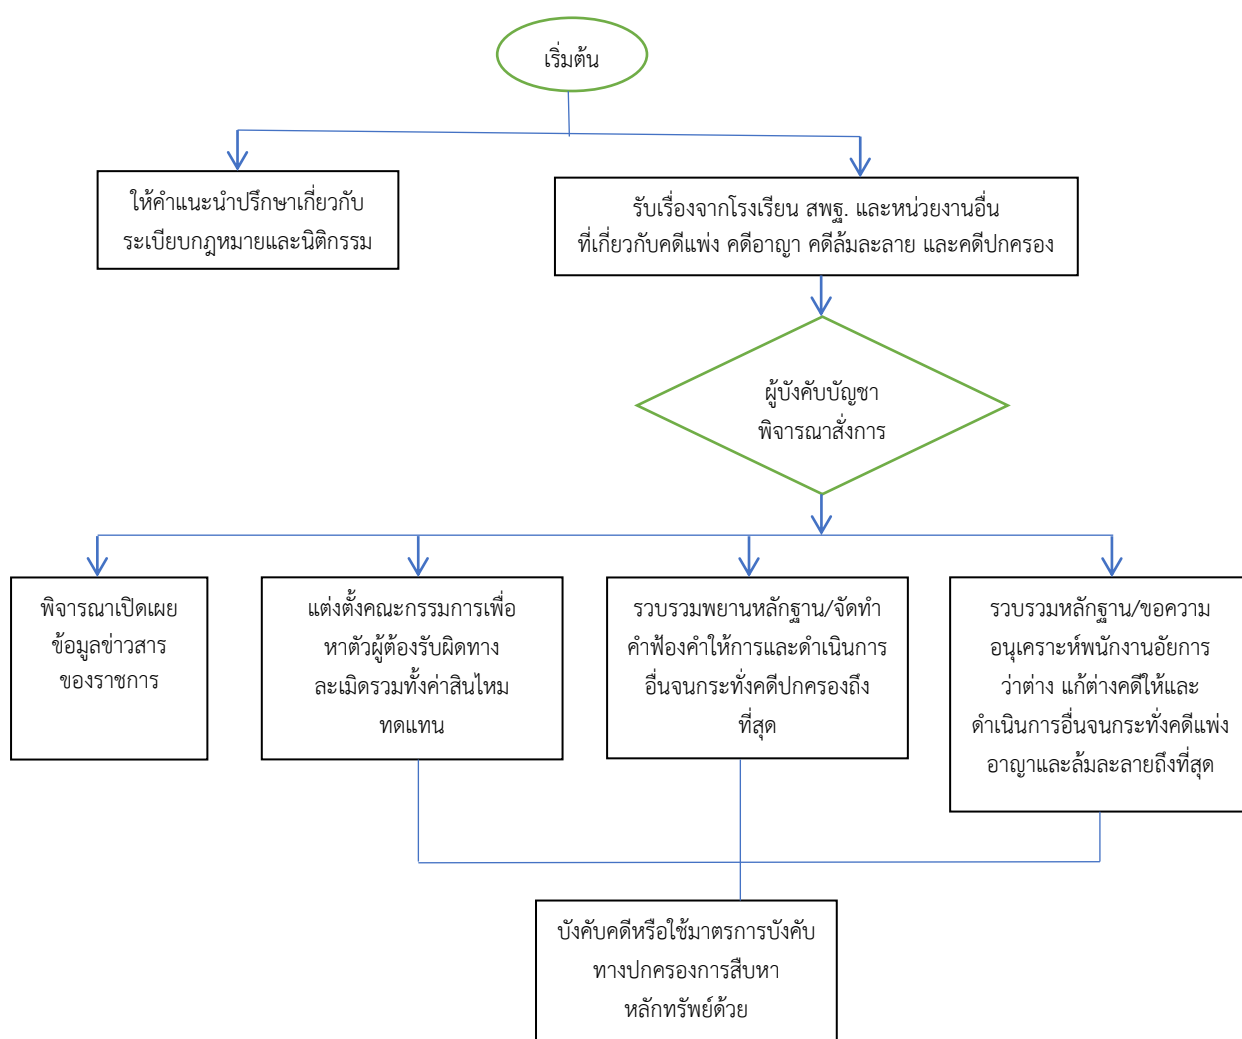 เริ่มต้น
ให้คำแนะนำปรึกษาเกี่ยวกับ
ระเบียบกฎหมายและนิติกรรม
รับเรื่องจากโรงเรียน สพฐ. และหน่วยงานอื่น
ที่เกี่ยวกับคดีแพ่ง คดีอาญา คดีล้มละลาย และคดีปกครอง
ผู้บังคับบัญชา
พิจารณาสั่งการ
พิจารณาเปิดเผย
ข้อมูลข่าวสาร
ของราชการ
แต่งตั้งคณะกรรมการเพื่อ
หาตัวผู้ต้องรับผิดทาง
ละเมิดรวมทั้งค่าสินไหม
ทดแทน
รวบรวมพยานหลักฐาน/จัดทำ
คำฟ้องคำให้การและดำเนินการ
อื่นจนกระทั่งคดีปกครองถึง
ที่สุด
รวบรวมหลักฐาน/ขอความ
อนุเคราะห์พนักงานอัยการ
ว่าต่าง แก้ต่างคดีให้และ
ดำเนินการอื่นจนกระทั่งคดีแพ่ง
อาญาและล้มละลายถึงที่สุด
บังคับคดีหรือใช้มาตรการบังคับ
ทางปกครองการสืบหา
หลักทรัพย์ด้วย